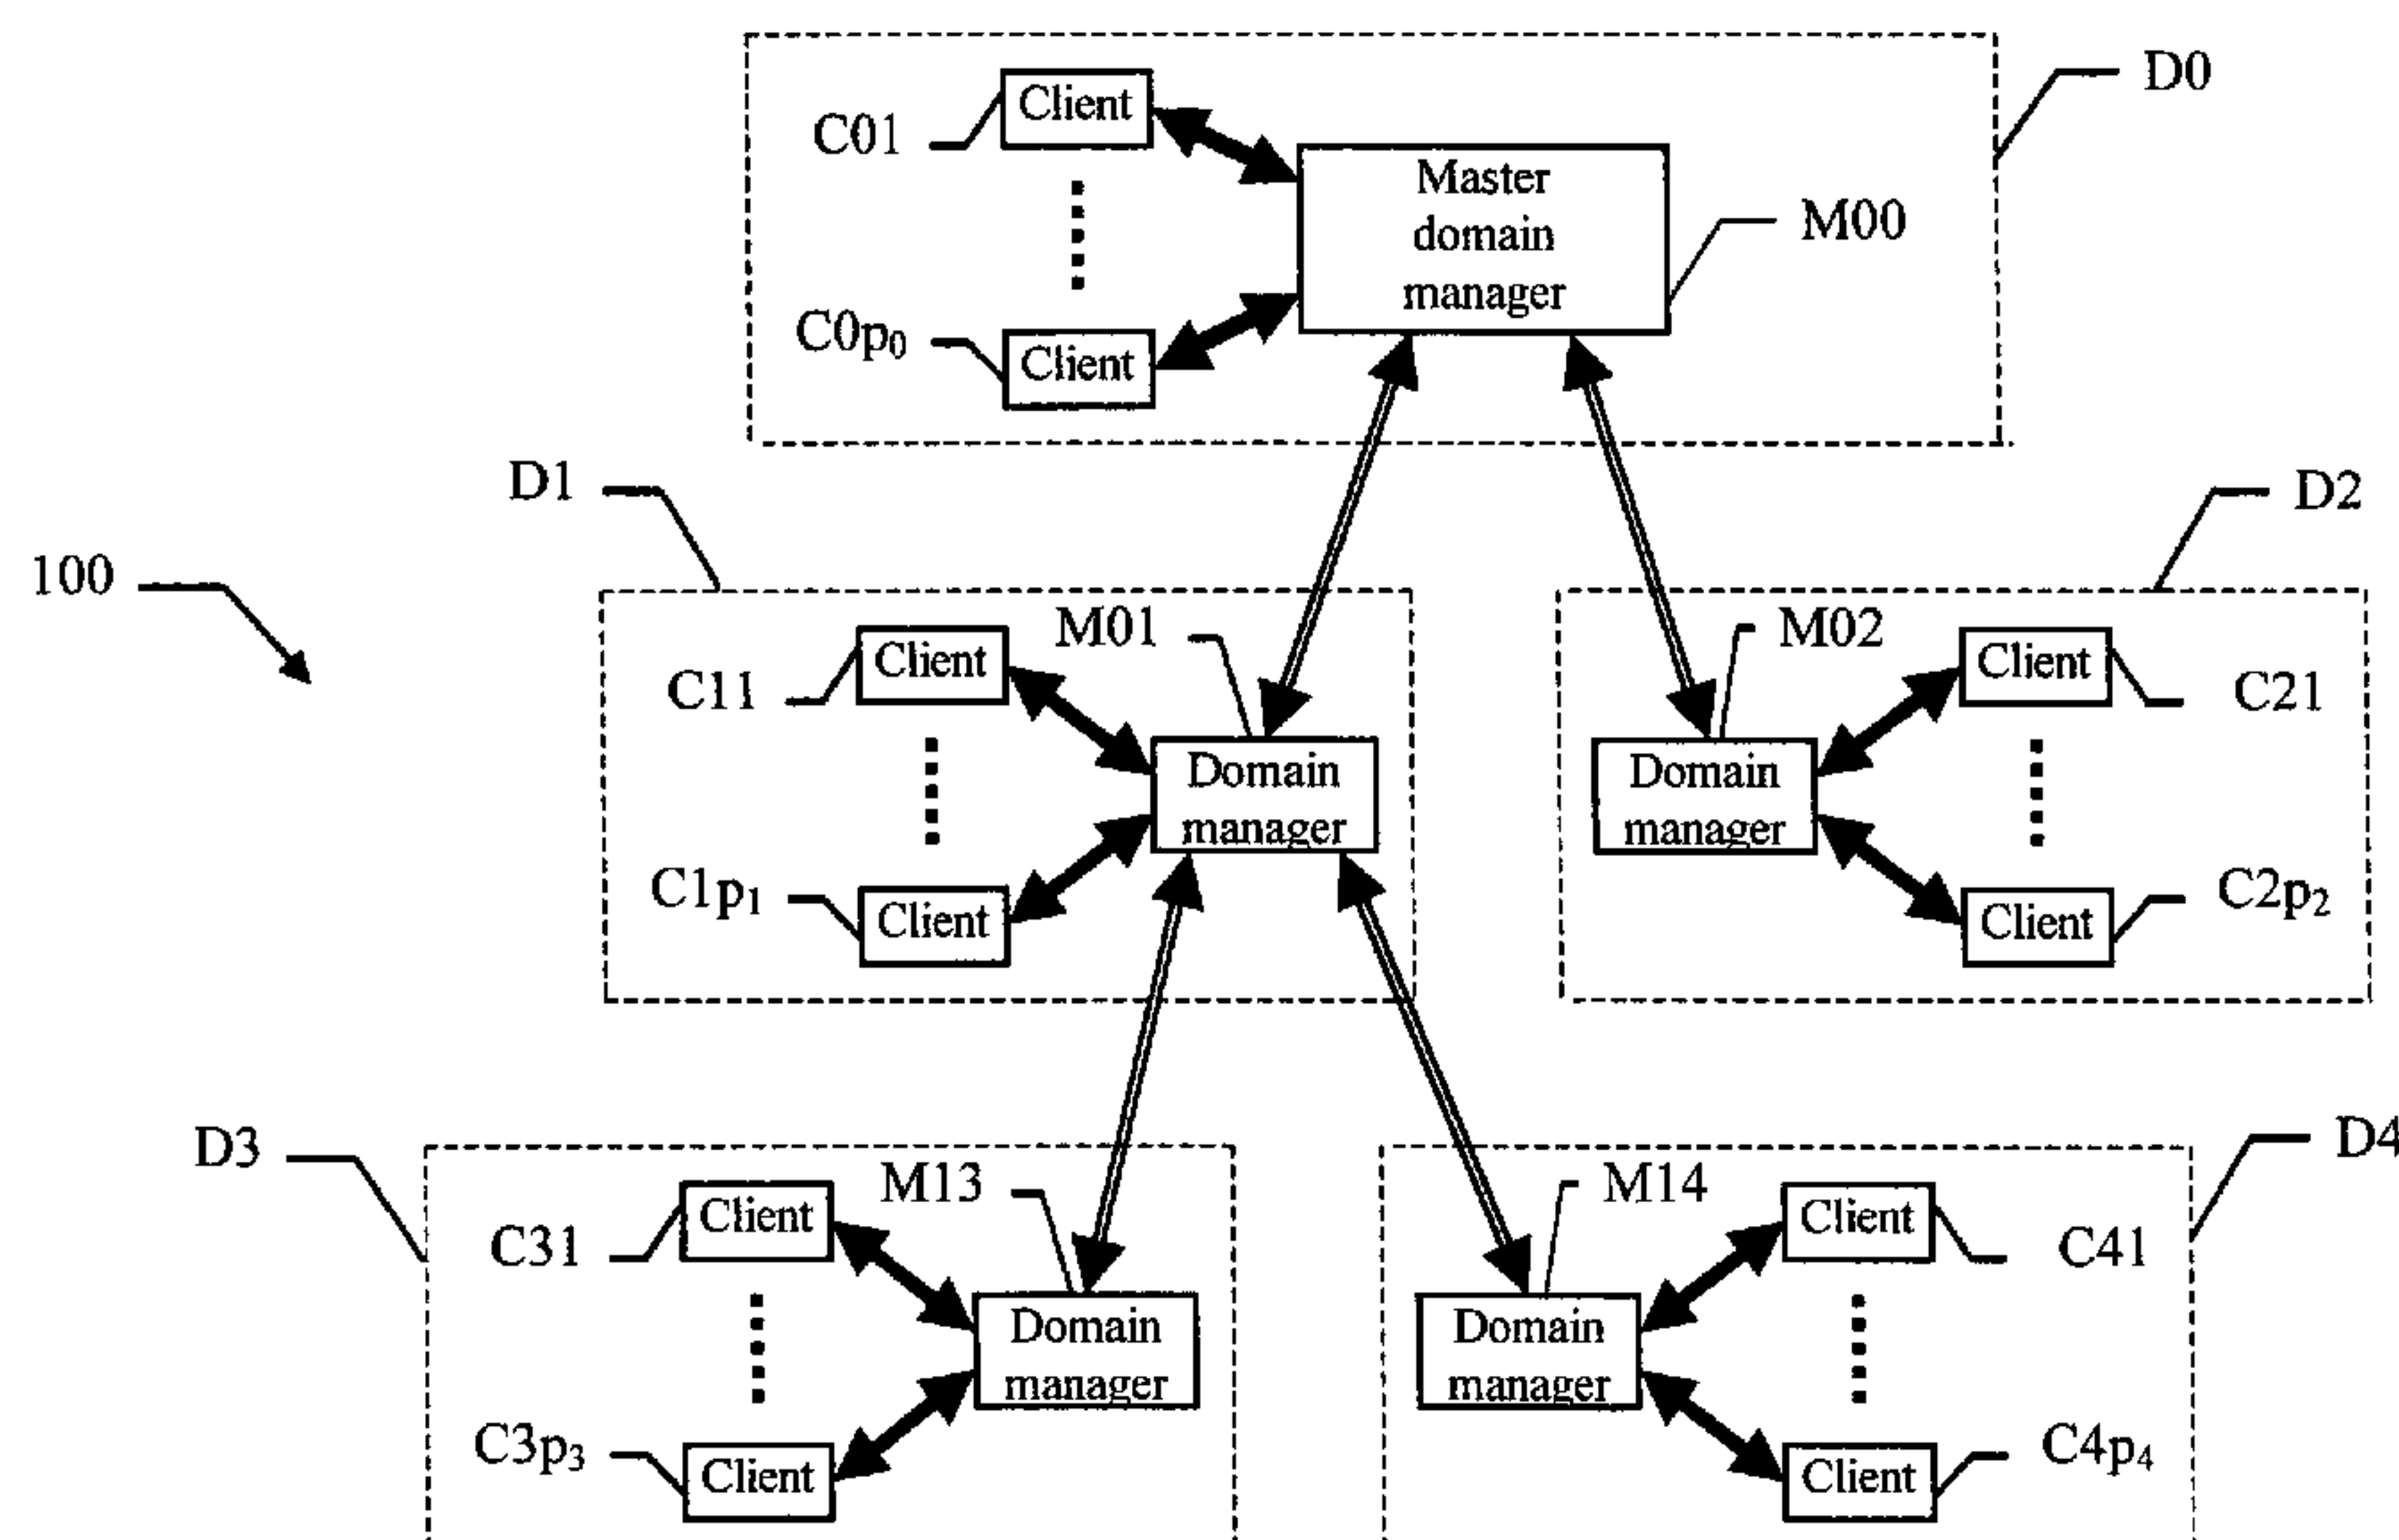 D0
Client
C01
Master
domain
manager
M00
C0p₀
Client
D1
D2
100
M01
M02
Client
Client
C11
C21
Domain
manager
Domain
manager
C1p₁
C2p₂
Client
Client
D3
D4
M13
M14
Client
Client
C31
C41
Domain
manager
Domain
manager
C3p₃
C4p₄
Client
Client